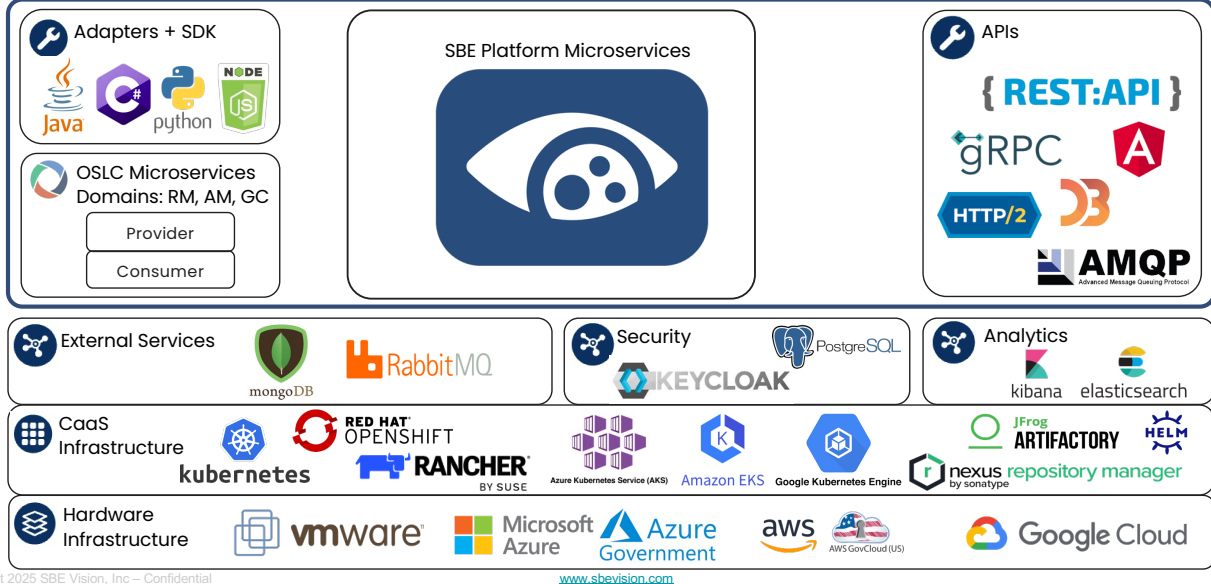 Adapters + SDK
Java
C#
python
NODE
JS
OSLC Microservices
Domains: RM, AM, GC
Provider
Consumer
SBE Platform Microservices
APIs
{ REST:API }
gRPC
A
HTTP/2
D3
AMQP
Advanced Message Queuing Protocol
External Services
mongoDB
RabbitMQ
Security
PostgreSQL
KEYCLOAK
Analytics
kibana
elasticsearch
CaaS
Infrastructure
kubernetes
RED HAT®
OPENSHIFT
RANCHER®
BY SUSE
Azure Kubernetes Service (AKS)
K
Amazon EKS
Google Kubernetes Engine
JFrog
ARTIFACTORY
HELM
r
nexus repository manager
by sonatype
Hardware
Infrastructure
vmware™
Microsoft
Azure
Azure
Government
aws
AWS GovCloud (US)
Google Cloud
t 2025 SBE Vision, Inc – Confidential
www.sbevision.com